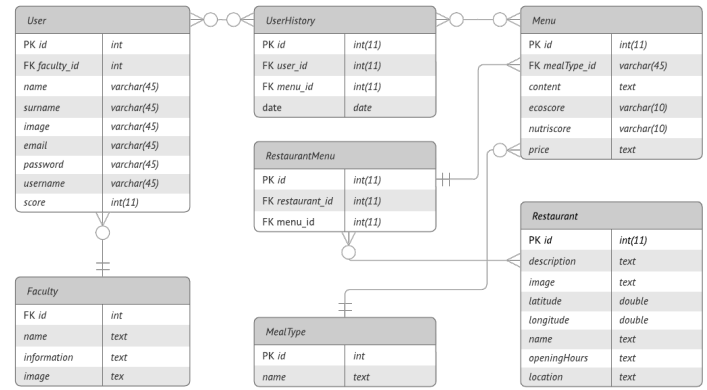 User
PK id int
FK faculty_id int
name varchar(45)
surname varchar(45)
image varchar(45)
email varchar(45)
password varchar(45)
username varchar(45)
score int(11)
UserHistory
PK id int(11)
FK user_id int(11)
FK menu_id int(11)
date date
Menu
PK id int(11)
FK mealType_id varchar(45)
content text
ecoscore varchar(10)
nutriscore varchar(10)
price text
RestaurantMenu
PK id int(11)
FK restaurant_id int(11)
FK menu_id int(11)
Restaurant
PK id int(11)
description text
image text
latitude double
longitude double
name text
openingHours text
location text
Faculty
FK id int
name text
information text
image tex
MealType
PK id int
name text